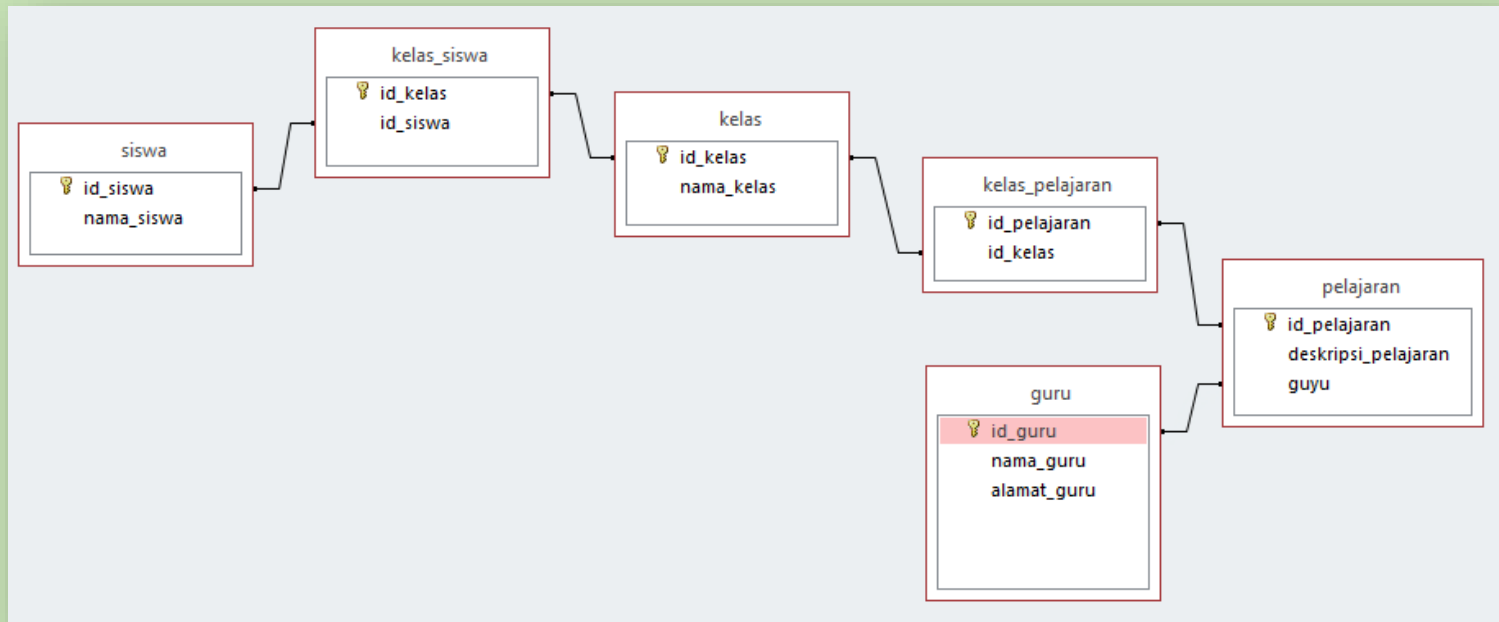 siswa
id_siswa
nama_siswa
kelas_siswa
id_kelas
id_siswa
kelas
id_kelas
nama_kelas
kelas_pelajaran
id_pelajaran
id_kelas
pelajaran
id_pelajaran
deskripsi_pelajaran
guyu
guru
id_guru
nama_guru
alamat_guru